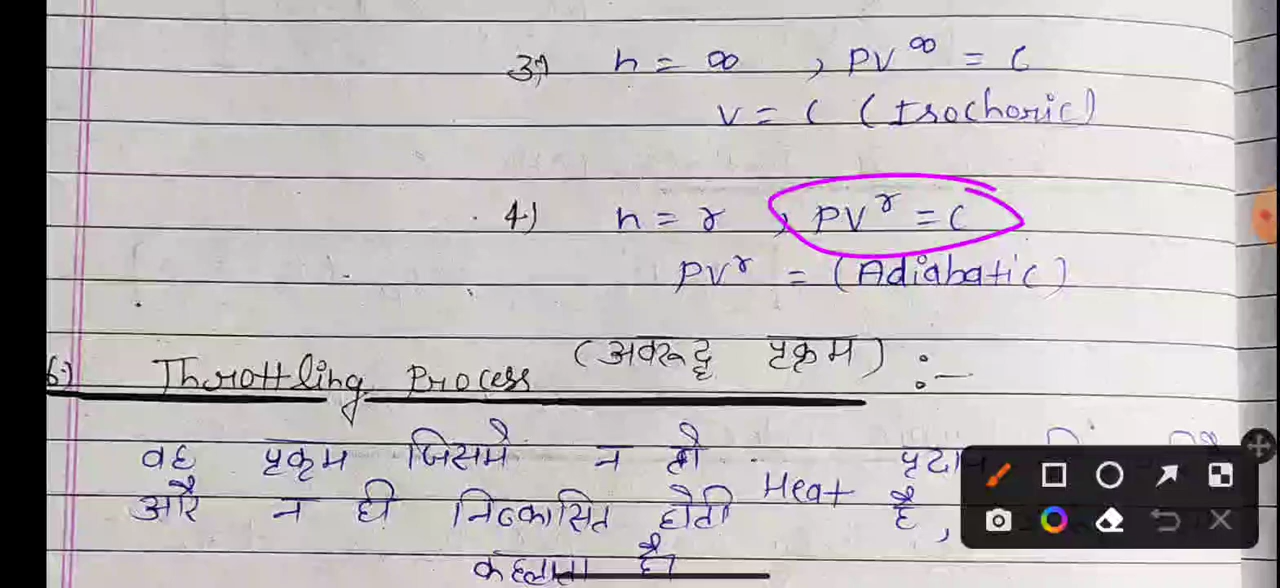 3.) n = ∞ , PV^∞ = C
V = C (Isochoric)
4.) n = γ , PV^γ = C
PV^γ = (Adiabatic)
6.) Throttling Process (अवरूद्ध प्रक्रम) :-
वह प्रक्रम जिसमे न ही Heat
और न ही निष्कासित होती है ,
कहलाता है।